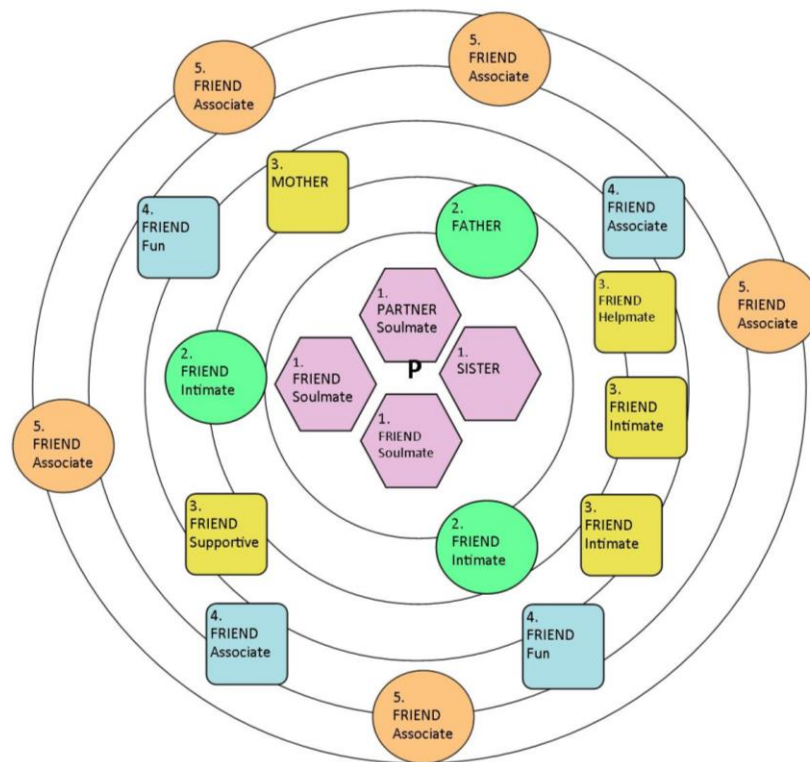 5.
FRIEND
Associate
5.
FRIEND
Associate
3.
MOTHER
4.
FRIEND
Associate
4.
FRIEND
Fun
2.
FATHER
1.
PARTNER
Soulmate
3.
FRIEND
Helpmate
5.
FRIEND
Associate
2.
FRIEND
Intimate
1.
FRIEND
Soulmate
P
1.
SISTER
3.
FRIEND
Intimate
1.
FRIEND
Soulmate
5.
FRIEND
Associate
3.
FRIEND
Supportive
2.
FRIEND
Intimate
3.
FRIEND
Intimate
4.
FRIEND
Associate
4.
FRIEND
Fun
5.
FRIEND
Associate